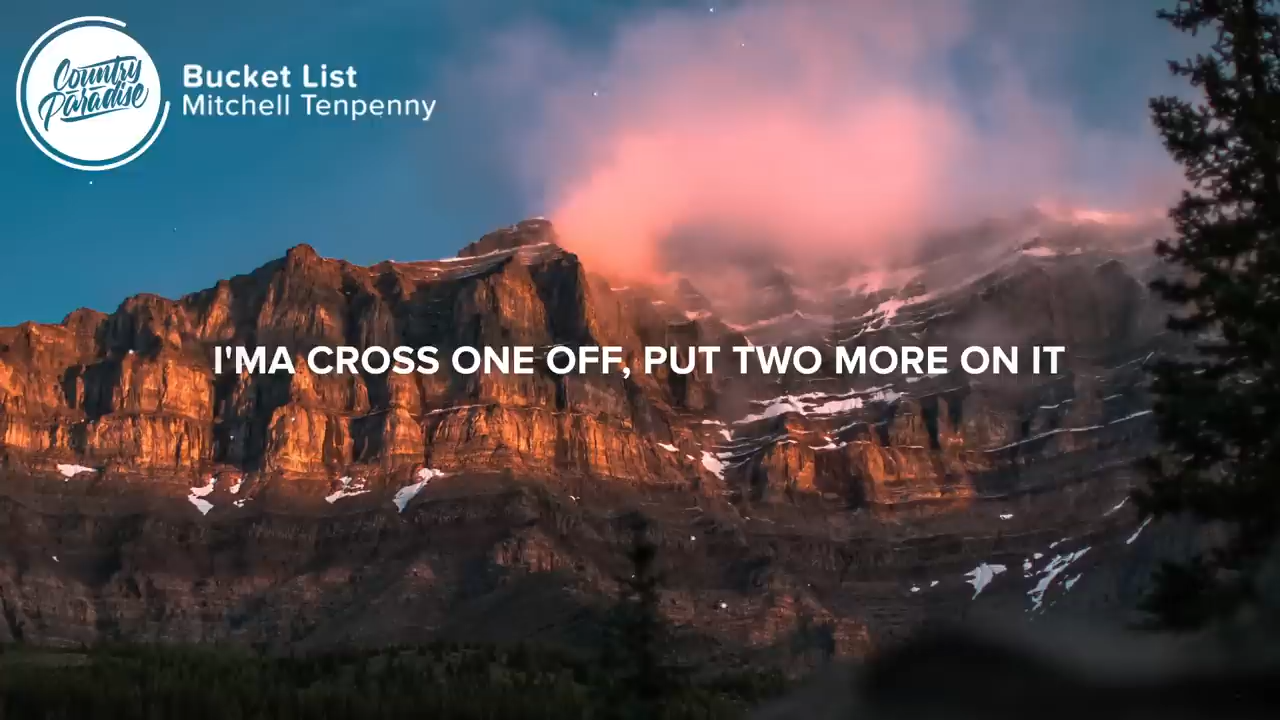 Country
Paradise
Bucket List
Mitchell Tenpenny
I'MA CROSS ONE OFF, PUT TWO MORE ON IT